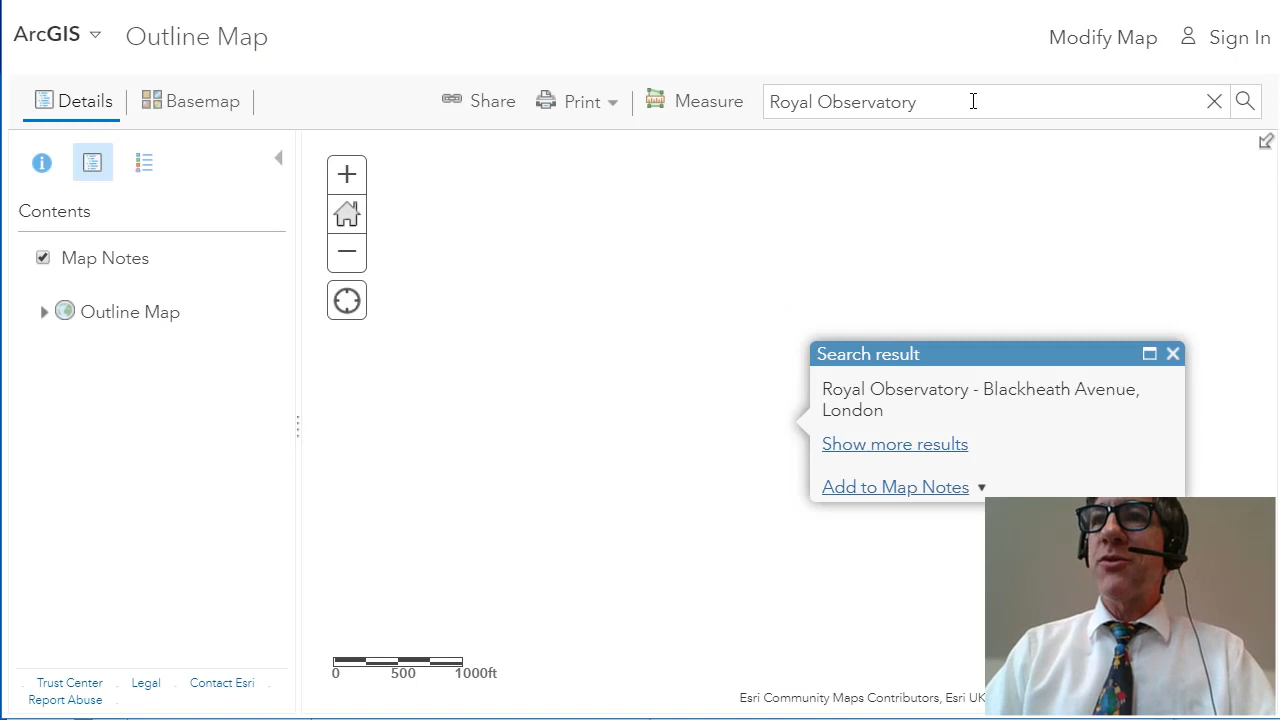 ArcGIS
Outline Map
Modify Map
Sign In
Details
Basemap
Share
Print
Measure
Royal Observatory
Contents
Map Notes
Outline Map
Search result
Royal Observatory - Blackheath Avenue,
London
Show more results
Add to Map Notes
0 500 1000ft
Trust Center
Legal
Contact Esri
Report Abuse
Esri Community Maps Contributors, Esri UK